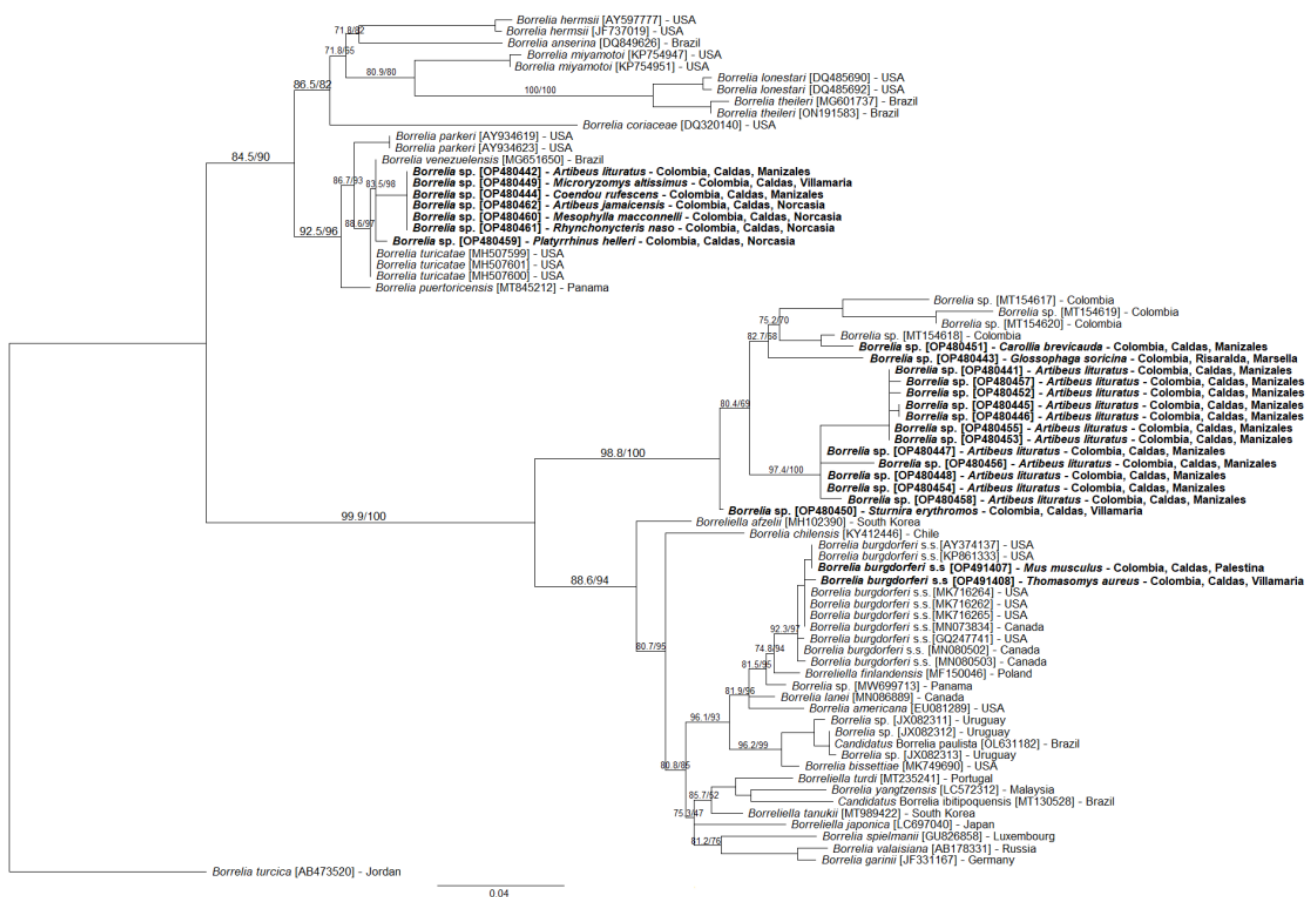 Borrelia hermsii [AY597777] - USA
Borrelia hermsii [JF737019] - USA
71.8/82
Borrelia anserina [DQ849626] - Brazil
71.8/55
Borrelia miyamotoi [KP754947] - USA
Borrelia miyamotoi [KP754951] - USA
80.9/80
Borrelia lonestari [DQ485690] - USA
86.5/82
100/100
Borrelia lonestari [DQ485692] - USA
Borrelia theileri [MG601737] - Brazil
Borrelia theileri [ON191583] - Brazil
Borrelia coriaceae [DQ320140] - USA
Borrelia parkeri [AY934619] - USA
Borrelia parkeri [AY934623] - USA
84.5/90
Borrelia venezuelensis [MG651650] - Brazil
Borrelia sp. [OP480442] - Artibeus lituratus - Colombia, Caldas, Manizales
86.7/93
83.5/98
Borrelia sp. [OP480449] - Microryzomys altissimus - Colombia, Caldas, Villamaria
Borrelia sp. [OP480444] - Coendou rufescens - Colombia, Caldas, Manizales
Borrelia sp. [OP480462] - Artibeus jamaicensis - Colombia, Caldas, Norcasia
Borrelia sp. [OP480460] - Mesophylla macconnelli - Colombia, Caldas, Norcasia
88.6/97
Borrelia sp. [OP480461] - Rhynchonycteris naso - Colombia, Caldas, Norcasia
92.5/96
Borrelia sp. [OP480459] - Platyrrhinus helleri - Colombia, Caldas, Norcasia
Borrelia turicatae [MH507599] - USA
Borrelia turicatae [MH507601] - USA
Borrelia turicatae [MH507600] - USA
Borrelia puertoricensis [MT845212] - Panama
Borrelia sp. [MT154617] - Colombia
Borrelia sp. [MT154619] - Colombia
75.2/70
Borrelia sp. [MT154620] - Colombia
82.7/68
Borrelia sp. [MT154618] - Colombia
Borrelia sp. [OP480451] - Carollia brevicauda - Colombia, Caldas, Manizales
Borrelia sp. [OP480443] - Glossophaga soricina - Colombia, Risaralda, Marsella
Borrelia sp. [OP480441] - Artibeus lituratus - Colombia, Caldas, Manizales
Borrelia sp. [OP480457] - Artibeus lituratus - Colombia, Caldas, Manizales
Borrelia sp. [OP480452] - Artibeus lituratus - Colombia, Caldas, Manizales
80.4/69
Borrelia sp. [OP480445] - Artibeus lituratus - Colombia, Caldas, Manizales
Borrelia sp. [OP480446] - Artibeus lituratus - Colombia, Caldas, Manizales
Borrelia sp. [OP480455] - Artibeus lituratus - Colombia, Caldas, Manizales
Borrelia sp. [OP480453] - Artibeus lituratus - Colombia, Caldas, Manizales
98.8/100
Borrelia sp. [OP480447] - Artibeus lituratus - Colombia, Caldas, Manizales
Borrelia sp. [OP480456] - Artibeus lituratus - Colombia, Caldas, Manizales
97.4/100
Borrelia sp. [OP480448] - Artibeus lituratus - Colombia, Caldas, Manizales
Borrelia sp. [OP480454] - Artibeus lituratus - Colombia, Caldas, Manizales
Borrelia sp. [OP480458] - Artibeus lituratus - Colombia, Caldas, Manizales
Borrelia sp. [OP480450] - Sturnira erythromos - Colombia, Caldas, Villamaria
99.9/100
Borreliella afzelii [MH102390] - South Korea
Borrelia chilensis [KY412446] - Chile
Borrelia burgdorferi s.s. [AY374137] - USA
Borrelia burgdorferi s.s. [KP861333] - USA
Borrelia burgdorferi s.s [OP491407] - Mus musculus - Colombia, Caldas, Palestina
88.6/94
Borrelia burgdorferi s.s [OP491408] - Thomasomys aureus - Colombia, Caldas, Villamaria
Borrelia burgdorferi s.s. [MK716264] - USA
Borrelia burgdorferi s.s. [MK716262] - USA
Borrelia burgdorferi s.s. [MK716265] - USA
Borrelia burgdorferi s.s. [MN073834] - Canada
92.3/97
Borrelia burgdorferi s.s. [GQ247741] - USA
80.7/95
74.8/94
Borrelia burgdorferi s.s. [MN080502] - Canada
Borrelia burgdorferi s.s. [MN080503] - Canada
81.5/95
Borreliella finlandensis [MF150046] - Poland
Borrelia sp. [MW699713] - Panama
81.9/96
Borrelia lanei [MN086889] - Canada
Borrelia americana [EU081289] - USA
96.1/93
Borrelia sp. [JX082311] - Uruguay
Borrelia sp. [JX082312] - Uruguay
Candidatus Borrelia paulista [OL631182] - Brazil
96.2/99
Borrelia sp. [JX082313] - Uruguay
80.8/85
Borrelia bissettiae [MK749690] - USA
Borreliella turdi [MT235241] - Portugal
Borrelia yangtzensis [LC572312] - Malaysia
85.7/52
Candidatus Borrelia ibitipoquensis [MT130528] - Brazil
75.3/47
Borreliella tanukii [MT989422] - South Korea
Borreliella japonica [LC697040] - Japan
Borrelia spielmanii [GU826858] - Luxembourg
81.2/76
Borrelia valaisiana [AB178331] - Russia
Borrelia garinii [JF331167] - Germany
Borrelia turcica [AB473520] - Jordan
0.04